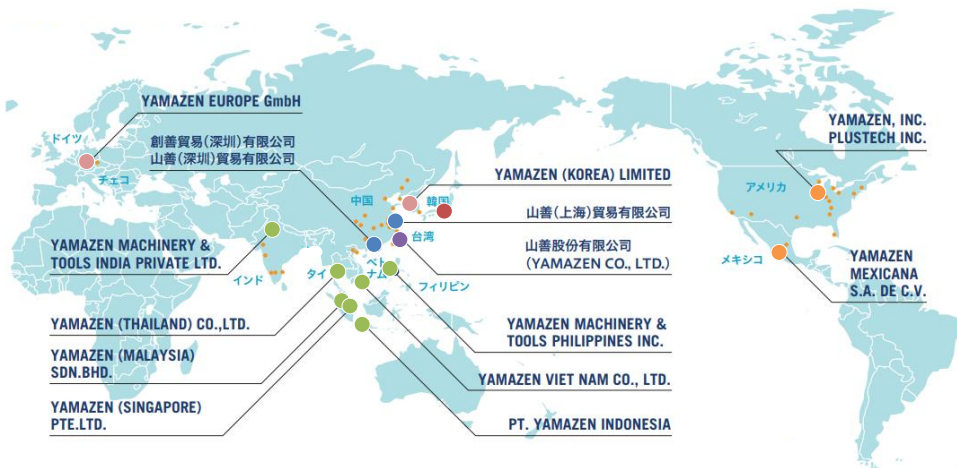 YAMAZEN EUROPE GmbH
ドイツ
チェコ
創善貿易(深圳)有限公司
山善(深圳)貿易有限公司
中国
韓国
YAMAZEN (KOREA) LIMITED
山善(上海)貿易有限公司
台湾
山善股份有限公司
(YAMAZEN CO., LTD.)
YAMAZEN MACHINERY &
TOOLS INDIA PRIVATE LTD.
インド
タイ
ベト
ナム
フィリピン
YAMAZEN (THAILAND) CO.,LTD.
YAMAZEN (MALAYSIA)
SDN.BHD.
YAMAZEN (SINGAPORE)
PTE.LTD.
YAMAZEN MACHINERY &
TOOLS PHILIPPINES INC.
YAMAZEN VIET NAM CO., LTD.
PT. YAMAZEN INDONESIA
YAMAZEN, INC.
PLUSTECH INC.
アメリカ
メキシコ
YAMAZEN
MEXICANA
S.A. DE C.V.